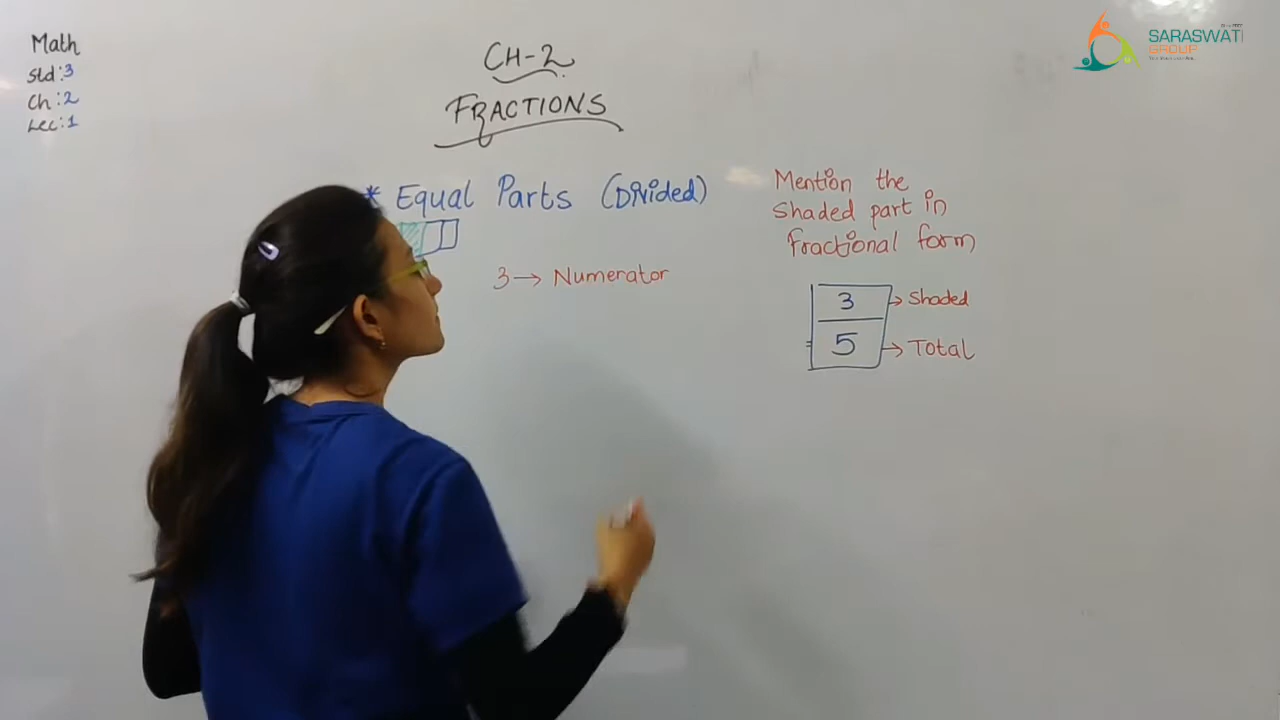 Math
Std:3
Ch:2
Lec:1
CH-2
FRACTIONS
* Equal Parts (Divided)
3 → Numerator
Mention the
Shaded part in
Fractional form
3 → Shaded
5 → Total
SARASWATI
GROUP